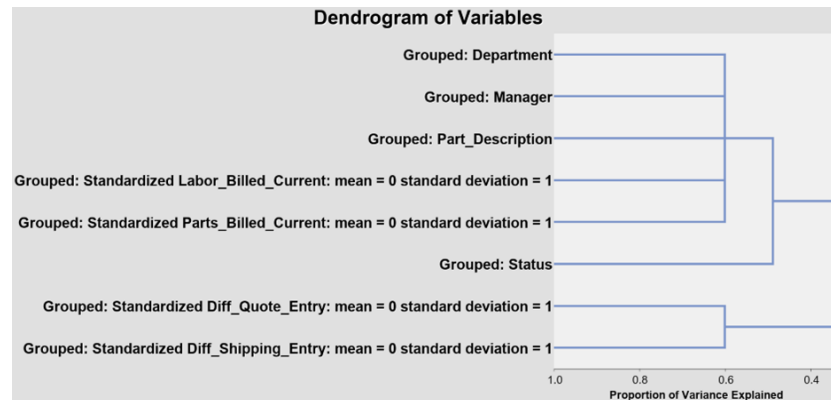 Dendrogram of Variables
Grouped: Department
Grouped: Manager
Grouped: Part_Description
Grouped: Standardized Labor_Billed_Current: mean = 0 standard deviation = 1
Grouped: Standardized Parts_Billed_Current: mean = 0 standard deviation = 1
Grouped: Status
Grouped: Standardized Diff_Quote_Entry: mean = 0 standard deviation = 1
Grouped: Standardized Diff_Shipping_Entry: mean = 0 standard deviation = 1
1.0 0.8 0.6 0.4
Proportion of Variance Explained